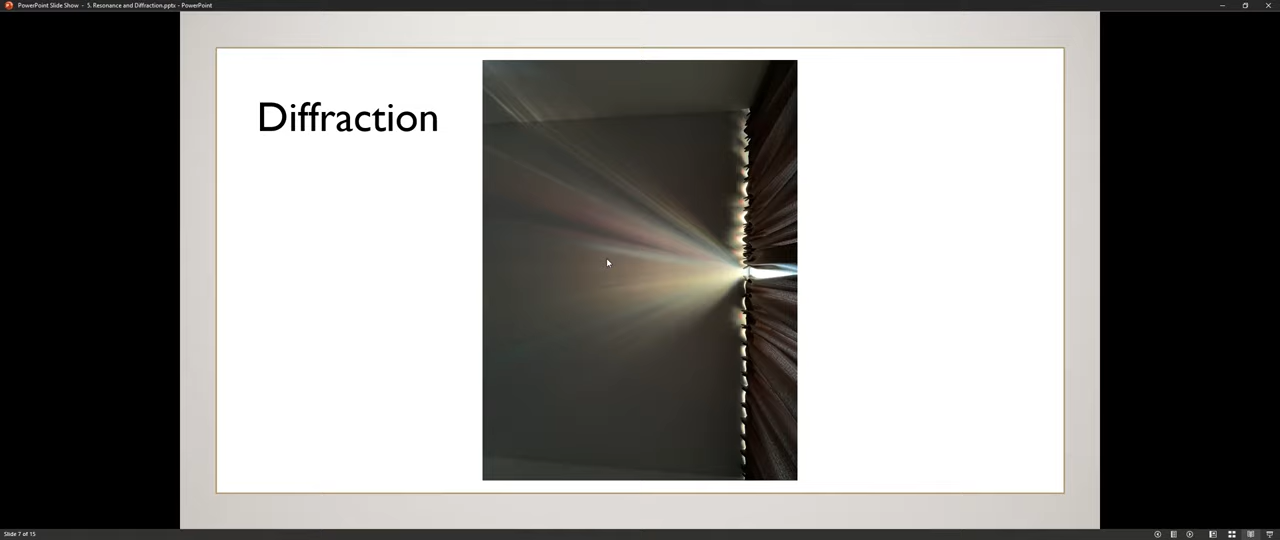 PowerPoint Slide Show - 5. Resonance and Diffraction.pptx - PowerPoint
Diffraction
Slide 7 of 15